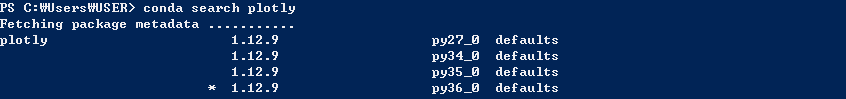 PS C:₩Users₩USER> conda search plotly
Fetching package metadata ...........
plotly 1.12.9 py27_0 defaults
1.12.9 py34_0 defaults
1.12.9 py35_0 defaults
* 1.12.9 py36_0 defaults